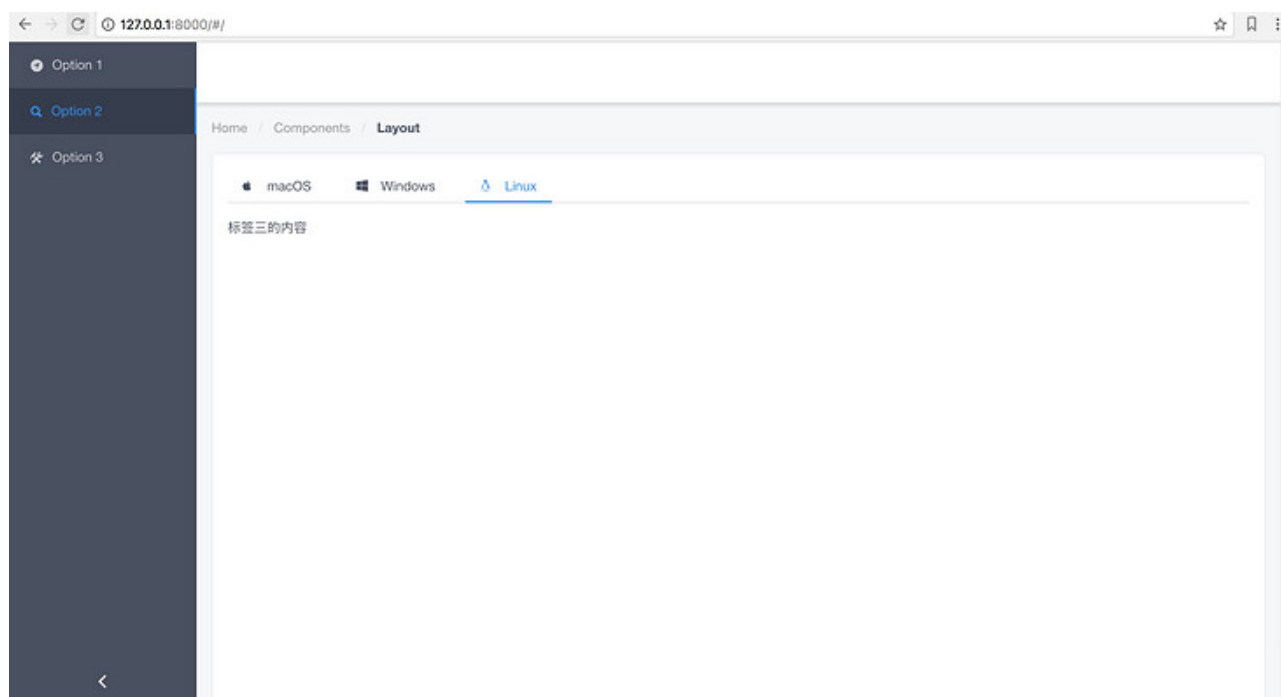 127.0.0.1:8000/#/
Option 1
Option 2
Option 3
Home / Components / Layout
macOS Windows Linux
标签三的内容